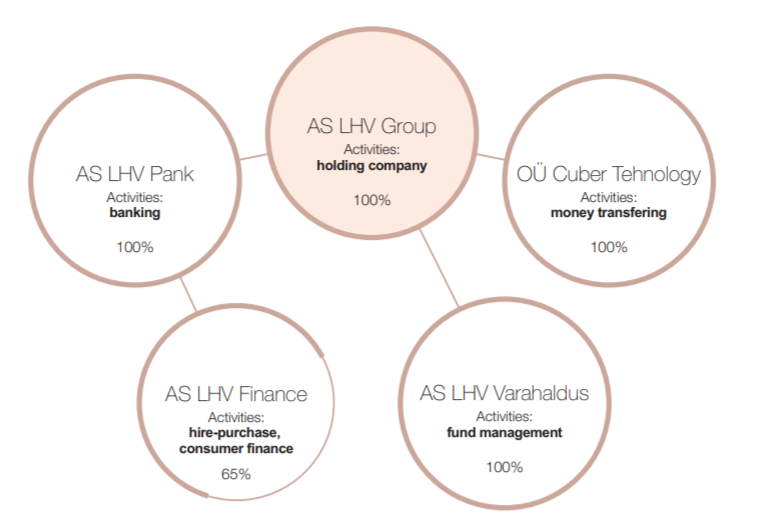 AS LHV Group
Activities:
holding company
100%
AS LHV Pank
Activities:
banking
100%
OÜ Cuber Tehnology
Activities:
money transfering
100%
AS LHV Finance
Activities:
hire-purchase,
consumer finance
65%
AS LHV Varahaldus
Activities:
fund management
100%